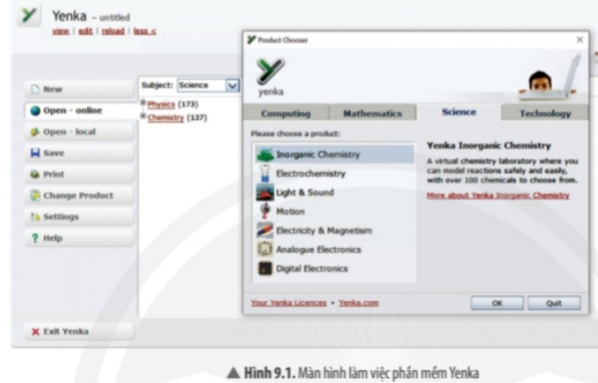 Yenka - untitled
view | edit | reload | less <
New
Open - online
Open - local
Save
Print
Change Product
Settings
Help
Exit Yenka
Subject: Science
Physics (173)
Chemistry (137)
Product Chooser
yenka
Computing Mathematics Science Technology
Please choose a product:
Inorganic Chemistry
Electrochemistry
Light & Sound
Motion
Electricity & Magnetism
Analogue Electronics
Digital Electronics
Yenka Inorganic Chemistry
A virtual chemistry laboratory where you
can model reactions safely and easily,
with over 100 chemicals to choose from.
More about Yenka Inorganic Chemistry
Your Yenka Licences • Yenka.com
OK Quit
▲ Hình 9.1. Màn hình làm việc phần mềm Yenka